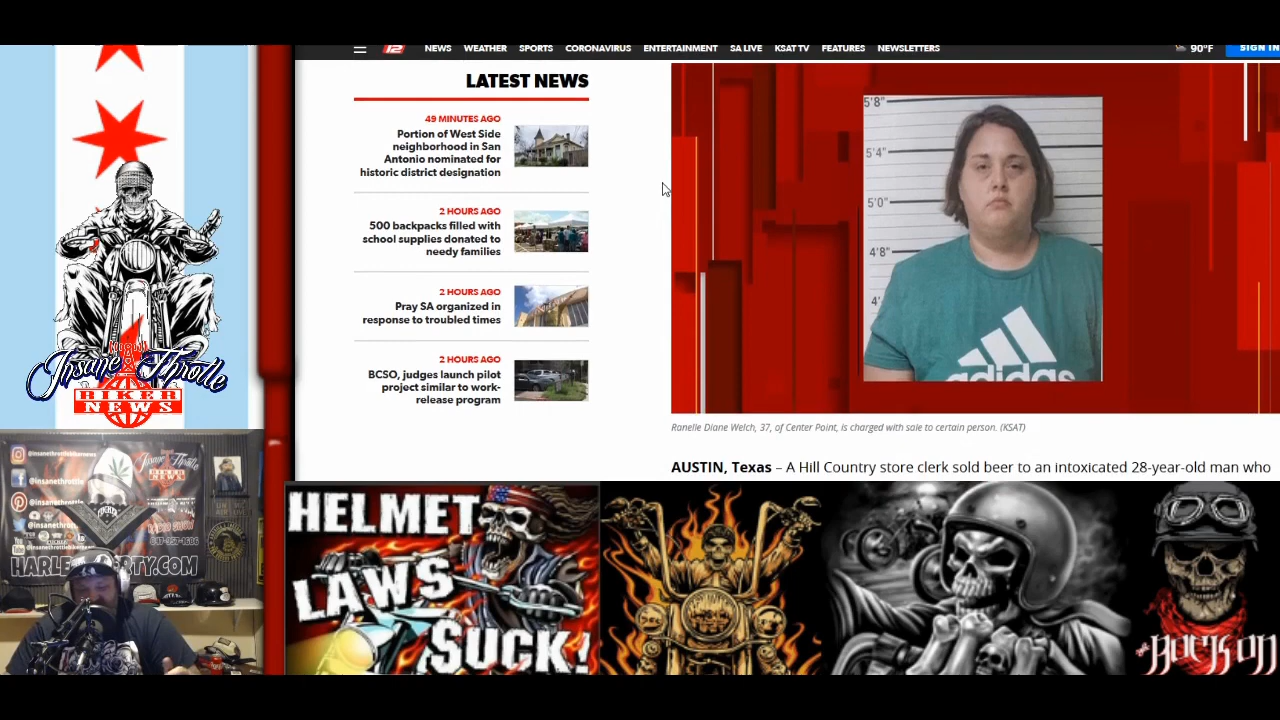 12
NEWS WEATHER SPORTS CORONAVIRUS ENTERTAINMENT SA LIVE KSAT TV FEATURES NEWSLETTERS
90°F
SIGN IN
LATEST NEWS
49 MINUTES AGO
Portion of West Side
neighborhood in San
Antonio nominated for
historic district designation
2 HOURS AGO
500 backpacks filled with
school supplies donated to
needy families
2 HOURS AGO
Pray SA organized in
response to troubled times
2 HOURS AGO
BCSO, judges launch pilot
project similar to work-
release program
5'8"
5'4"
5'0"
4'8"
adidas
Ranelle Diane Welch, 37, of Center Point, is charged with sale to certain person. (KSAT)
AUSTIN, Texas – A Hill Country store clerk sold beer to an intoxicated 28-year-old man who
Insane Throttle
BIKER
NEWS
@insanethrottlebikernews
HELMET
LAWS
SUCK!
ROCK ON